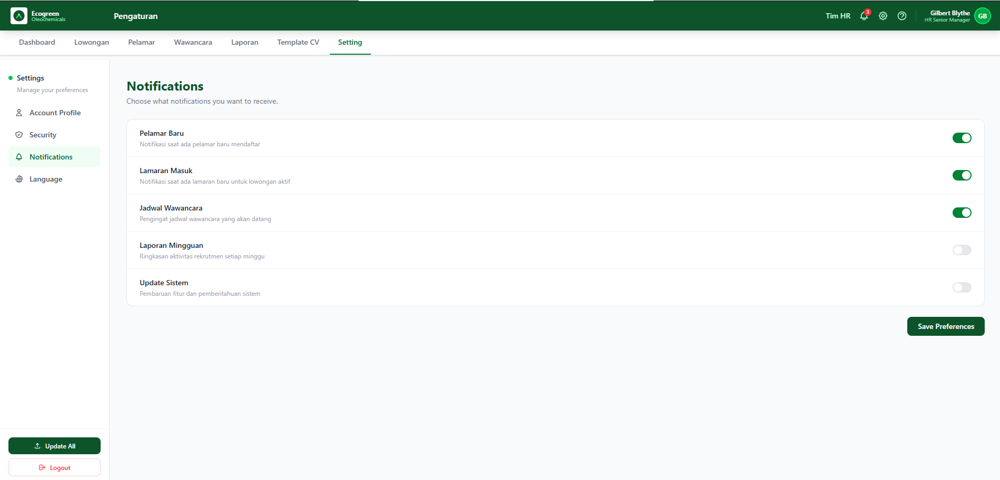 Ecogreen
Oleochemicals
Pengaturan
Tim HR
3
Gilbert Blythe
HR Senior Manager
GB
Dashboard
Lowongan
Pelamar
Wawancara
Laporan
Template CV
Setting
Settings
Manage your preferences
Account Profile
Security
Notifications
Language
Update All
Logout
Notifications
Choose what notifications you want to receive.
Pelamar Baru
Notifikasi saat ada pelamar baru mendaftar
Lamaran Masuk
Notifikasi saat ada lamaran baru untuk lowongan aktif
Jadwal Wawancara
Pengingat jadwal wawancara yang akan datang
Laporan Mingguan
Ringkasan aktivitas rekrutmen setiap minggu
Update Sistem
Pembaruan fitur dan pemberitahuan sistem
Save Preferences